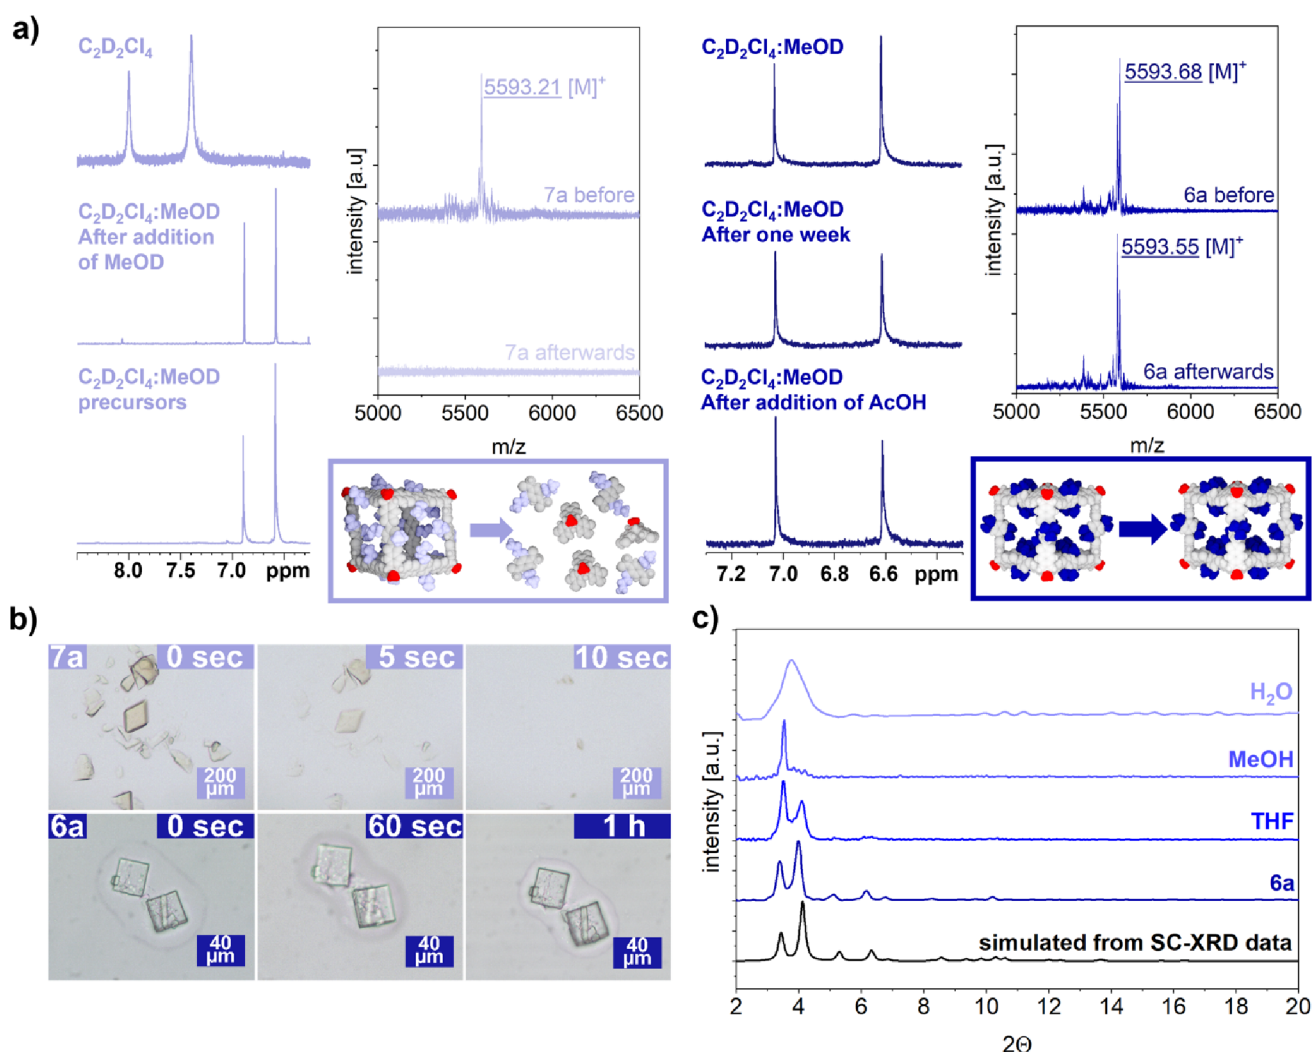 a)
C2D2Cl4
C2D2Cl4:MeOD
After addition
of MeOD
C2D2Cl4:MeOD
precursors
8.0 7.5 7.0 ppm
intensity [a.u]
5593.21 [M]+
7a before
7a afterwards
5000 5500 6000 6500
m/z
C2D2Cl4:MeOD
C2D2Cl4:MeOD
After one week
C2D2Cl4:MeOD
After addition of AcOH
7.2 7.0 6.8 6.6 ppm
intensity [a.u.]
5593.68 [M]+
6a before
5593.55 [M]+
6a afterwards
5000 5500 6000 6500
m/z
b)
7a 0 sec 5 sec 10 sec
200 μm
200 μm
200 μm
6a 0 sec 60 sec 1 h
40 μm
40 μm
40 μm
c)
intensity [a.u.]
H2O
MeOH
THF
6a
simulated from SC-XRD data
2 4 6 8 10 12 14 16 18 20
2Θ